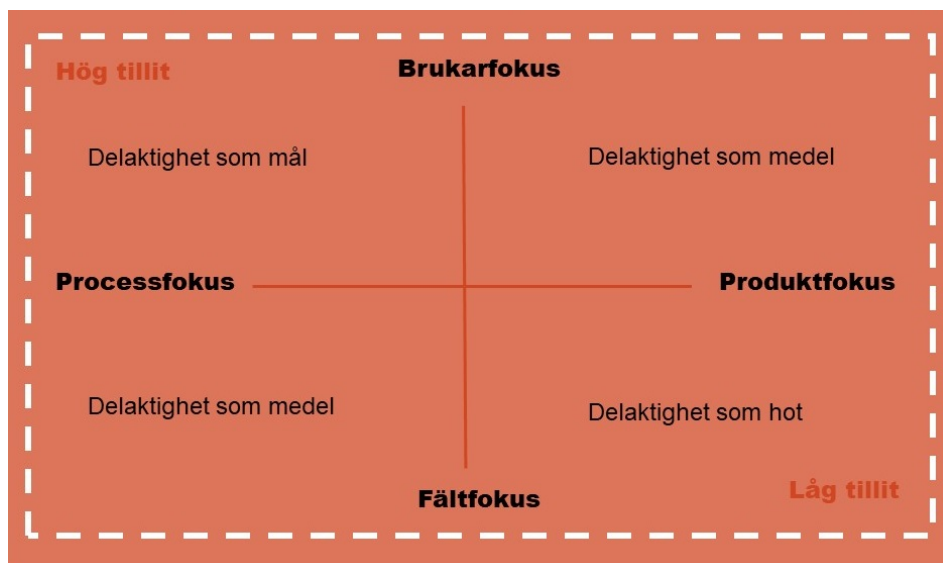 Hög tillit
Brukarfokus
Delaktighet som mål
Delaktighet som medel
Processfokus
Produktfokus
Delaktighet som medel
Delaktighet som hot
Låg tillit
Fältfokus